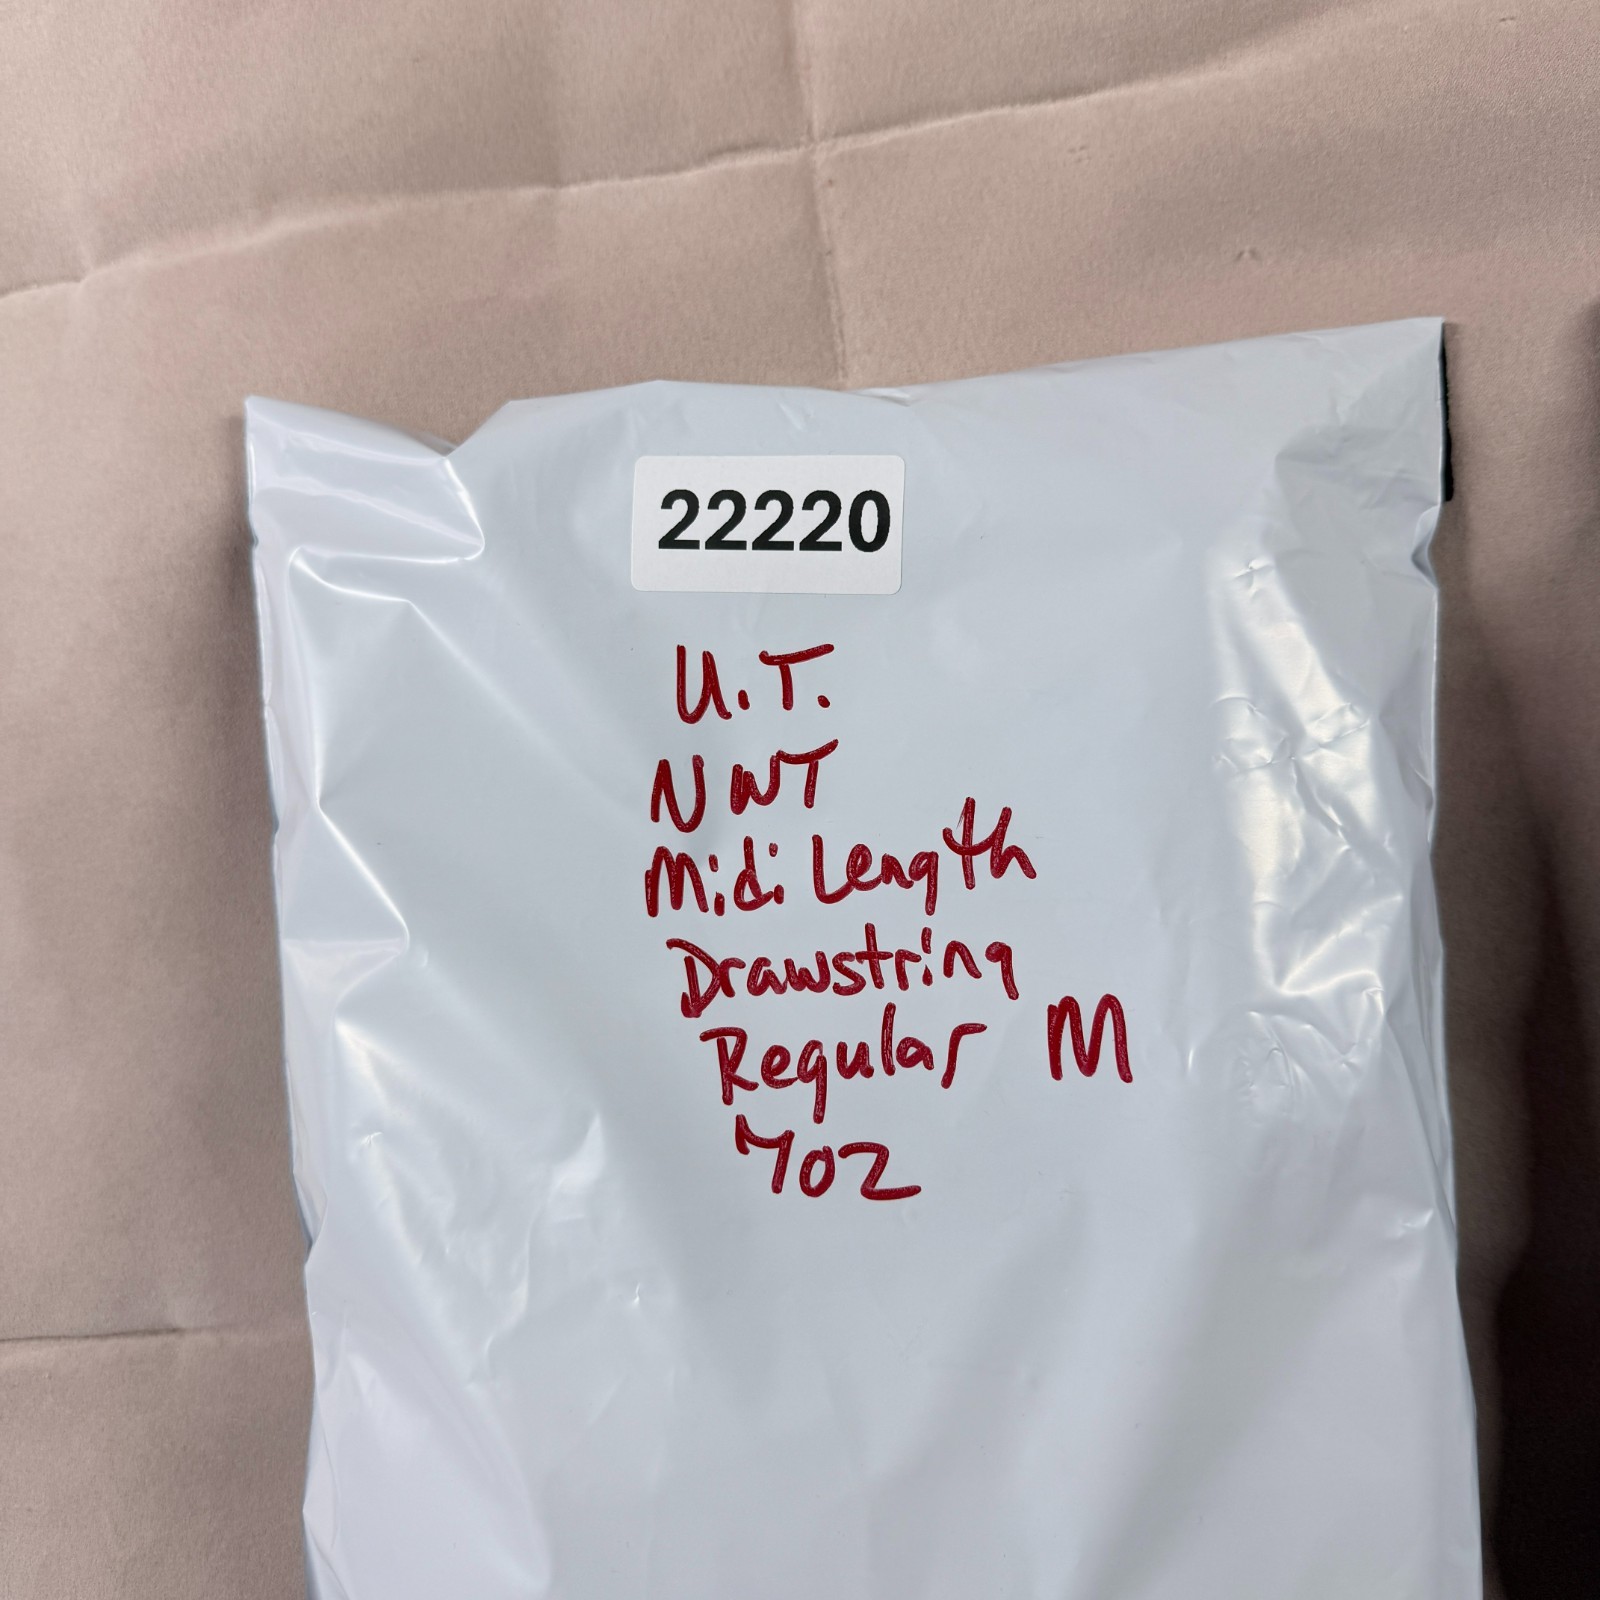 22220
U.T.
NWT
Midi Length
Drawstring
Regular M
7oz